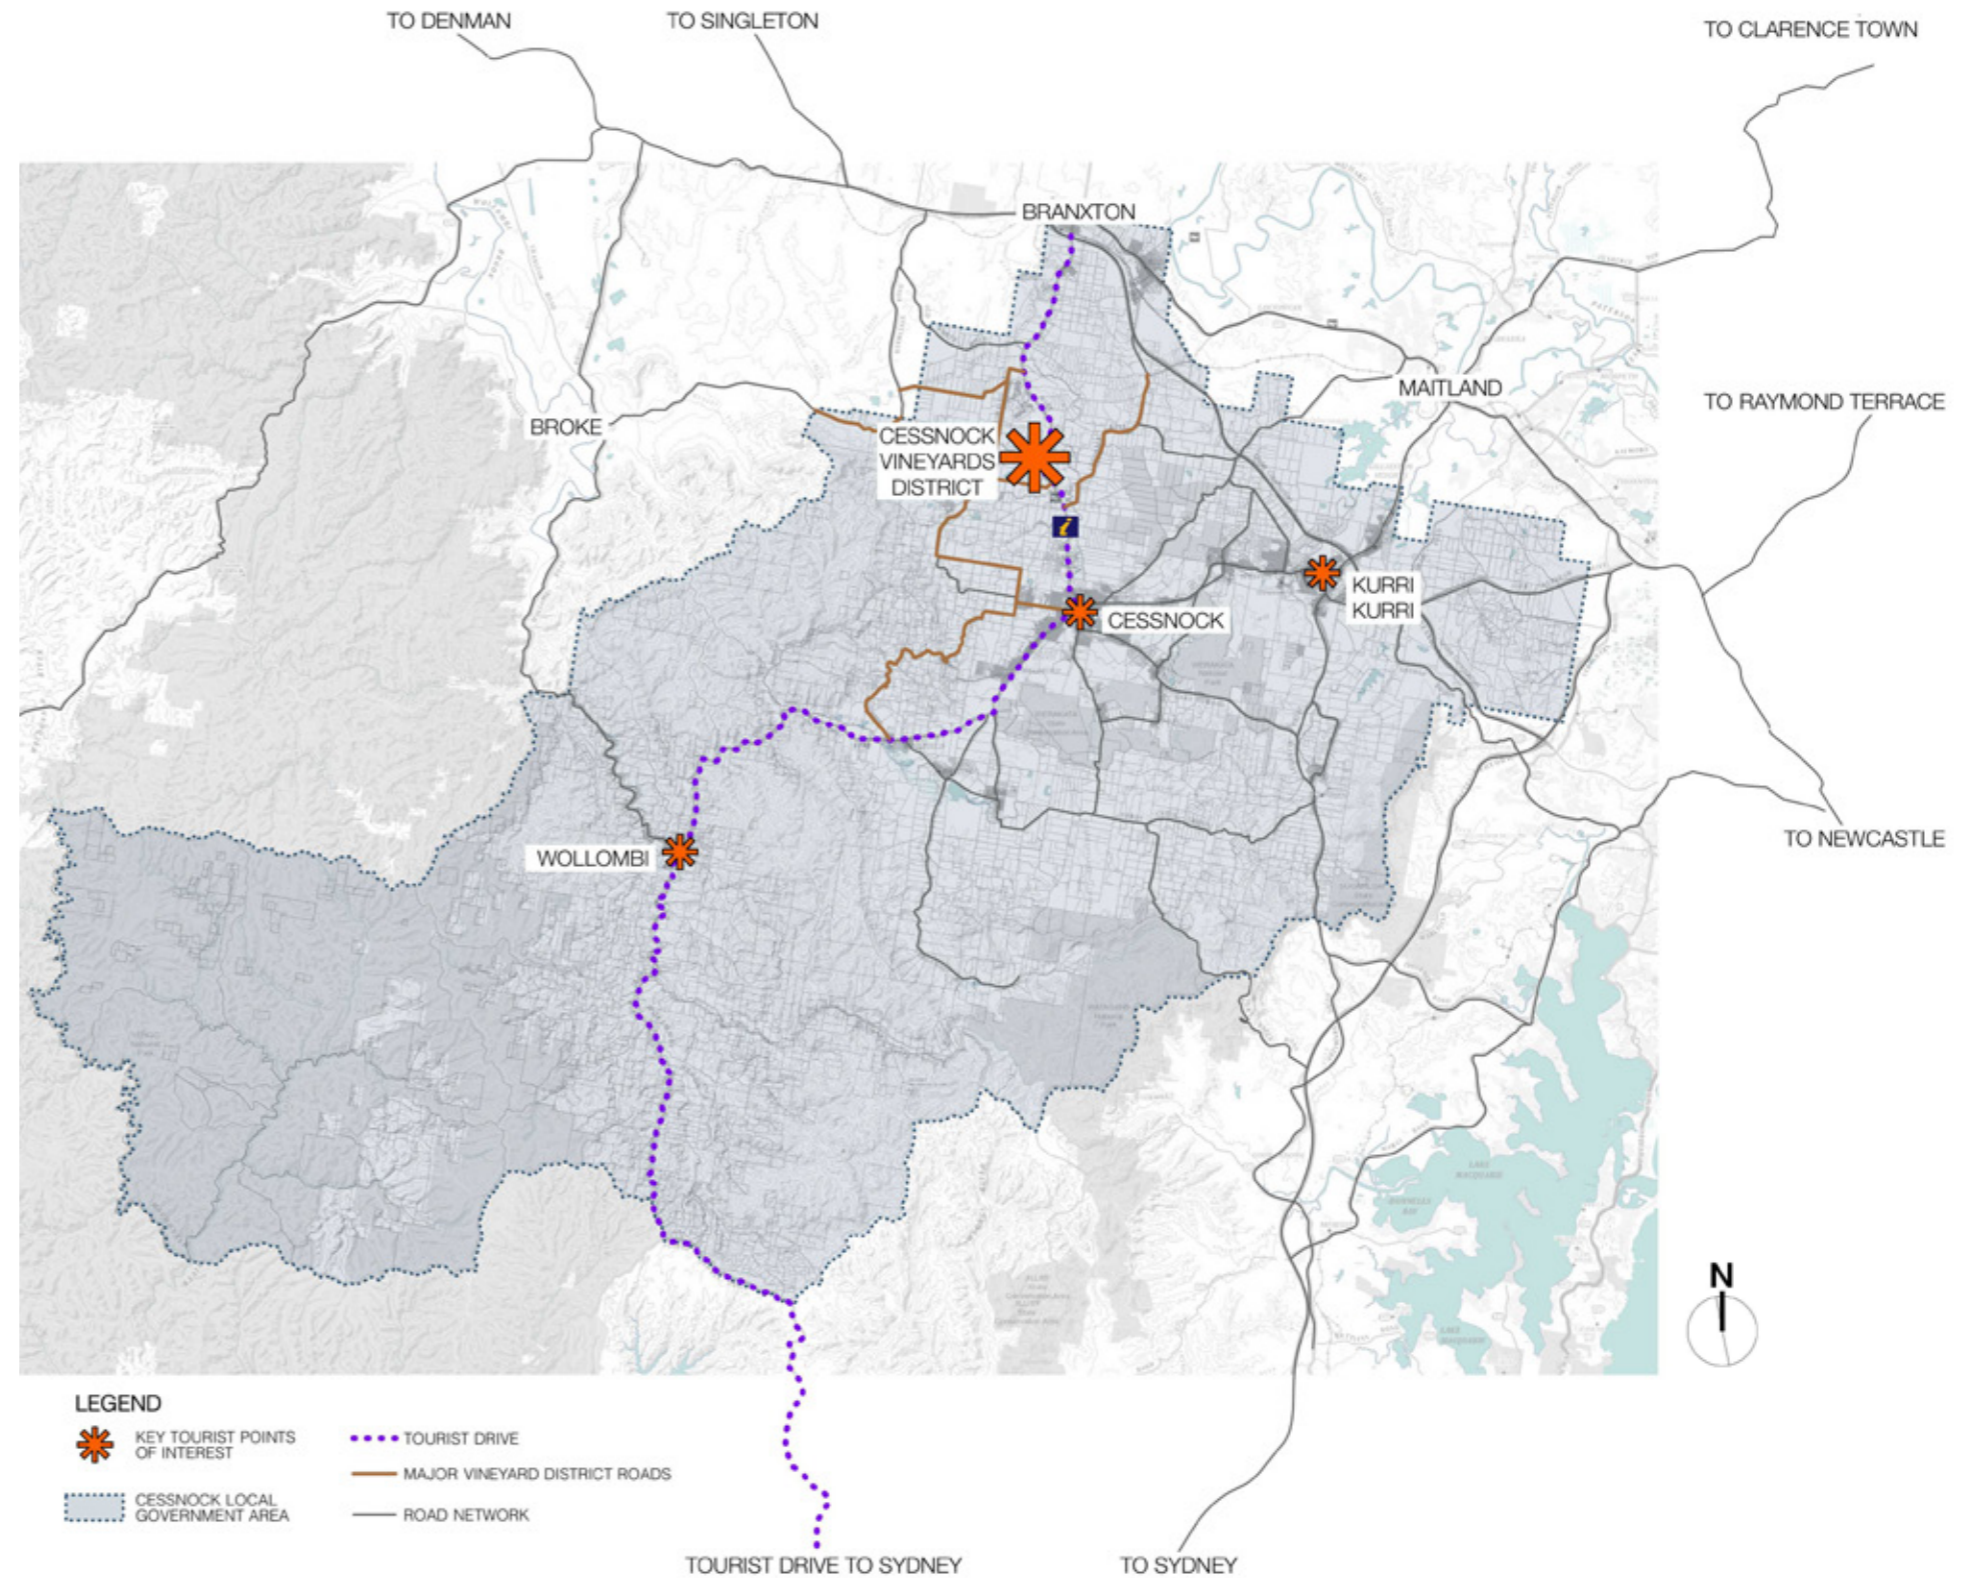 TO DENMAN
TO SINGLETON
TO CLARENCE TOWN
BRANXTON
MAITLAND
TO RAYMOND TERRACE
BROKE
CESSNOCK
VINEYARDS
DISTRICT
i
KURRI
KURRI
CESSNOCK
TO NEWCASTLE
WOLLOMBI
LAKE
MACQUARIE
N
LEGEND
KEY TOURIST POINTS
OF INTEREST
TOURIST DRIVE
MAJOR VINEYARD DISTRICT ROADS
CESSNOCK LOCAL
GOVERNMENT AREA
ROAD NETWORK
TOURIST DRIVE TO SYDNEY
TO SYDNEY